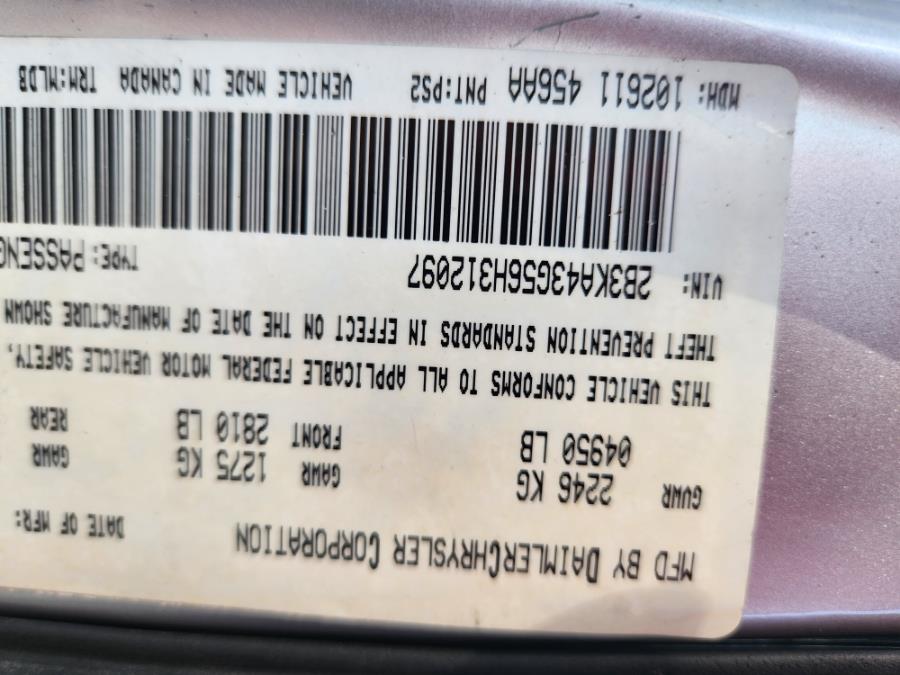 MFD BY DAIMLERCHRYSLER CORPORATION DATE OF MFR:
GVWR 2246 KG GAWR 1275 KG GAWR
04950 LB FRONT 2810 LB REAR
THIS VEHICLE CONFORMS TO ALL APPLICABLE FEDERAL MOTOR VEHICLE SAFETY,
THEFT PREVENTION STANDARDS IN EFFECT ON THE DATE OF MANUFACTURE SHOWN
VIN: 2B3KA43G56H312097 TYPE: PASSENG
MDH: 102611 456AA PNT:PS2 VEHICLE MADE IN CANADA TRM:MLDB